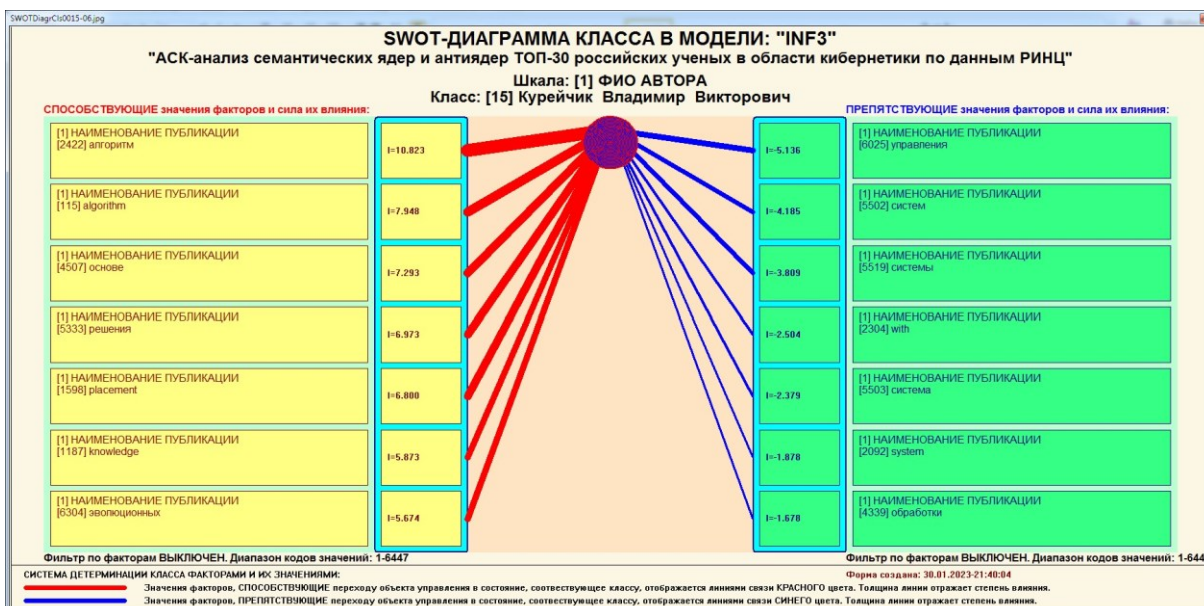 SWOTDiagrCls0015-06.jpg
SWOT-ДИАГРАММА КЛАССА В МОДЕЛИ: "INF3"
"АСК-анализ семантических ядер и антиядер ТОП-30 российских ученых в области кибернетики по данным РИНЦ"
Шкала: [1] ФИО АВТОРА
Класс: [15] Курейчик Владимир Викторович
СПОСОБСТВУЮЩИЕ значения факторов и сила их влияния:
[1] НАИМЕНОВАНИЕ ПУБЛИКАЦИИ
[2422] алгоритм
I=10.823
[1] НАИМЕНОВАНИЕ ПУБЛИКАЦИИ
[115] algorithm
I=7.948
[1] НАИМЕНОВАНИЕ ПУБЛИКАЦИИ
[4507] основе
I=7.293
[1] НАИМЕНОВАНИЕ ПУБЛИКАЦИИ
[5333] решения
I=6.973
[1] НАИМЕНОВАНИЕ ПУБЛИКАЦИИ
[1598] placement
I=6.800
[1] НАИМЕНОВАНИЕ ПУБЛИКАЦИИ
[1187] knowledge
I=5.873
[1] НАИМЕНОВАНИЕ ПУБЛИКАЦИИ
[6304] эволюционных
I=5.674
Фильтр по факторам ВЫКЛЮЧЕН. Диапазон кодов значений: 1-6447
ПРЕПЯТСТВУЮЩИЕ значения факторов и сила их влияния:
I=-5.136
[1] НАИМЕНОВАНИЕ ПУБЛИКАЦИИ
[6025] управления
I=-4.185
[1] НАИМЕНОВАНИЕ ПУБЛИКАЦИИ
[5502] систем
I=-3.809
[1] НАИМЕНОВАНИЕ ПУБЛИКАЦИИ
[5519] системы
I=-2.504
[1] НАИМЕНОВАНИЕ ПУБЛИКАЦИИ
[2304] with
I=-2.379
[1] НАИМЕНОВАНИЕ ПУБЛИКАЦИИ
[5503] система
I=-1.878
[1] НАИМЕНОВАНИЕ ПУБЛИКАЦИИ
[2092] system
I=-1.678
[1] НАИМЕНОВАНИЕ ПУБЛИКАЦИИ
[4339] обработки
Фильтр по факторам ВЫКЛЮЧЕН. Диапазон кодов значений: 1-644
СИСТЕМА ДЕТЕРМИНАЦИИ КЛАССА ФАКТОРАМИ И ИХ ЗНАЧЕНИЯМИ:
Форма создана: 30.01.2023-21:40:04
Значения факторов, СПОСОБСТВУЮЩИЕ переходу объекта управления в состояние, соотвествующее классу, отображается линиями связи КРАСНОГО цвета. Толщина линии отражает степень влияния.
Значения факторов, ПРЕПЯТСТВУЮЩИЕ переходу объекта управления в состояние, соотвествующее классу, отображается линиями связи СИНЕГО цвета. Толщина линии отражает степень влияния.